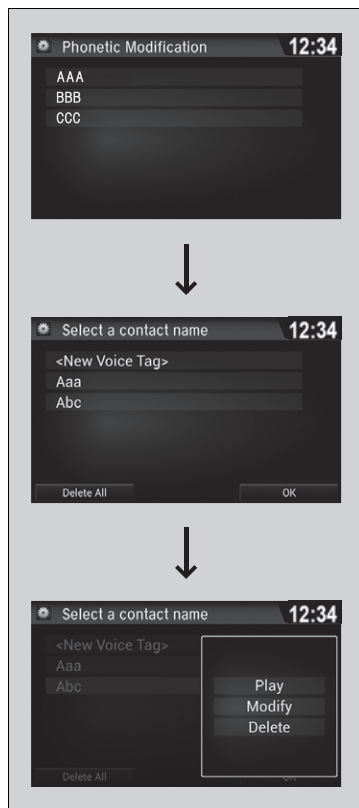 Phonetic Modification 12:34
AAA
BBB
CCC
Select a contact name 12:34
<New Voice Tag>
Aaa
Abc
Delete All OK
Select a contact name 12:34
<New Voice Tag>
Aaa
Abc
Play
Modify
Delete
Delete All OK